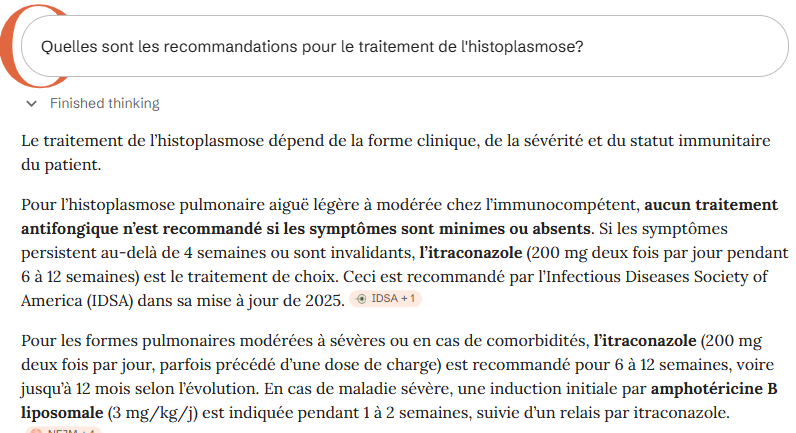 Quelles sont les recommandations pour le traitement de l'histoplasmose?
Finished thinking
Le traitement de l’histoplasmose dépend de la forme clinique, de la sévérité et du statut immunitaire
du patient.
Pour l’histoplasmose pulmonaire aiguë légère à modérée chez l’immunocompétent, aucun traitement
antifongique n’est recommandé si les symptômes sont minimes ou absents. Si les symptômes
persistent au-delà de 4 semaines ou sont invalidants, l’itraconazole (200 mg deux fois par jour pendant
6 à 12 semaines) est le traitement de choix. Ceci est recommandé par l’Infectious Diseases Society of
America (IDSA) dans sa mise à jour de 2025. IDSA + 1
Pour les formes pulmonaires modérées à sévères ou en cas de comorbidités, l’itraconazole (200 mg
deux fois par jour, parfois précédé d’une dose de charge) est recommandé pour 6 à 12 semaines, voire
jusqu’à 12 mois selon l’évolution. En cas de maladie sévère, une induction initiale par amphotéricine B
liposomale (3 mg/kg/j) est indiquée pendant 1 à 2 semaines, suivie d’un relais par itraconazole.